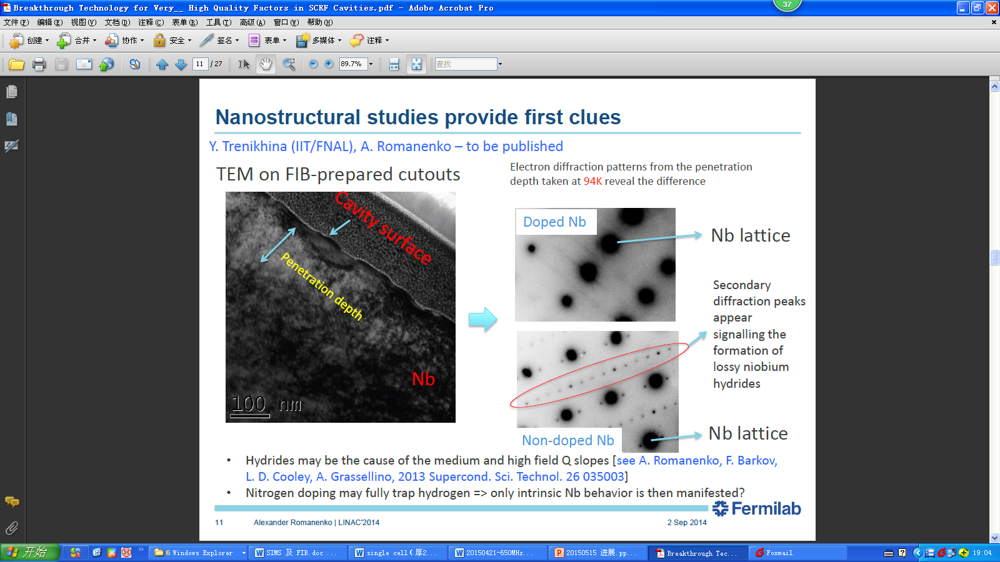 Breakthrough Technology for Very__ High Quality Factors in SCRF Cavities.pdf - Adobe Acrobat Pro
37
文件(F) 编辑(E) 视图(V) 文档(D) 注释(C) 表单(R) 工具(T) 高级(A) 窗口(W) 帮助(H)
创建 合并 协作 安全 签名 表单 多媒体 注释
11 / 27 89.7% 查找
Nanostructural studies provide first clues
Y. Trenikhina (IIT/FNAL), A. Romanenko – to be published
TEM on FIB-prepared cutouts
Electron diffraction patterns from the penetration
depth taken at 94K reveal the difference
Cavity surface
Penetration depth
Nb
100 nm
Doped Nb
Nb lattice
Secondary
diffraction peaks
appear
signalling the
formation of
lossy niobium
hydrides
Non-doped Nb
Nb lattice
• Hydrides may be the cause of the medium and high field Q slopes [see A. Romanenko, F. Barkov,
L. D. Cooley, A. Grassellino, 2013 Supercond. Sci. Technol. 26 035003]
• Nitrogen doping may fully trap hydrogen => only intrinsic Nb behavior is then manifested?
Fermilab
11 Alexander Romanenko | LINAC'2014 2 Sep 2014
开始 6 Windows Explorer SIMS 及 FIB.doc ... single cell(厚2... 20150421-650MHz... 20150515 进展.pp... Breakthrough Tec... Foxmail 19:04